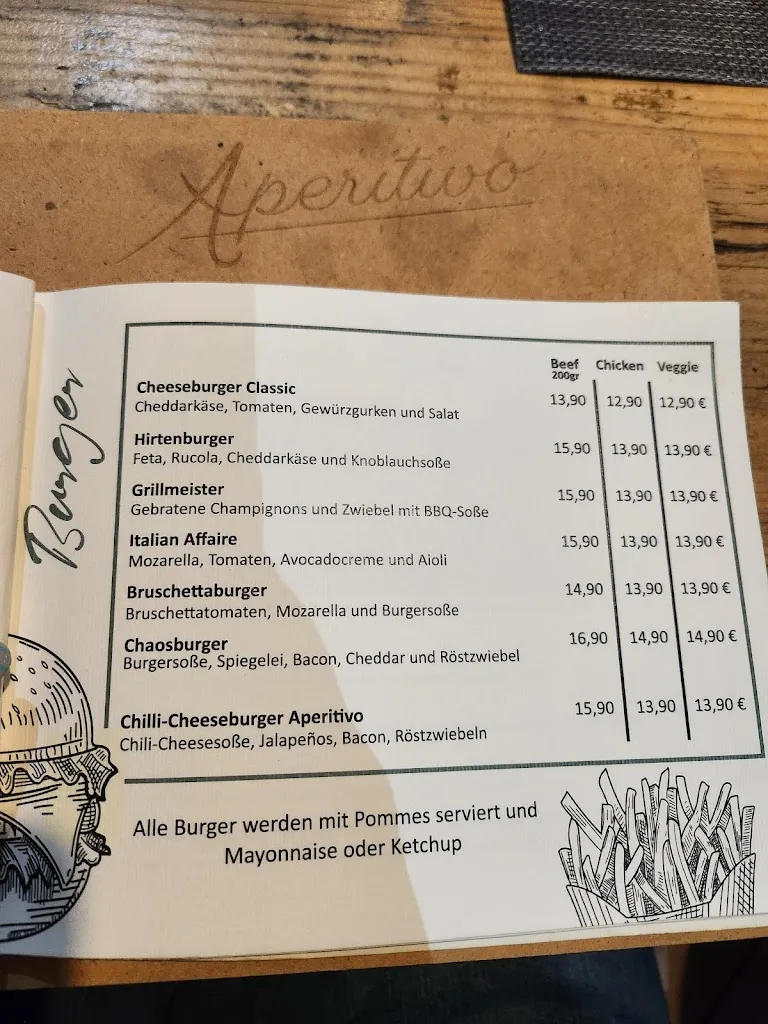 Aperitivo
Burger
Beef Chicken Veggie
200gr
Cheeseburger Classic
Cheddarkäse, Tomaten, Gewürzgurken und Salat 13,90 12,90 12,90 €
Hirtenburger
Feta, Rucola, Cheddarkäse und Knoblauchsoße 15,90 13,90 13,90 €
Grillmeister
Gebratene Champignons und Zwiebel mit BBQ-Soße 15,90 13,90 13,90 €
Italian Affaire
Mozarella, Tomaten, Avocadocreme und Aioli 15,90 13,90 13,90 €
Bruschettaburger
Bruschettatomaten, Mozarella und Burgersoße 14,90 13,90 13,90 €
Chaosburger
Burgersoße, Spiegelei, Bacon, Cheddar und Röstzwiebel 16,90 14,90 14,90 €
Chilli-Cheeseburger Aperitivo
Chili-Cheesesoße, Jalapeños, Bacon, Röstzwiebeln 15,90 13,90 13,90 €
Alle Burger werden mit Pommes serviert und
Mayonnaise oder Ketchup